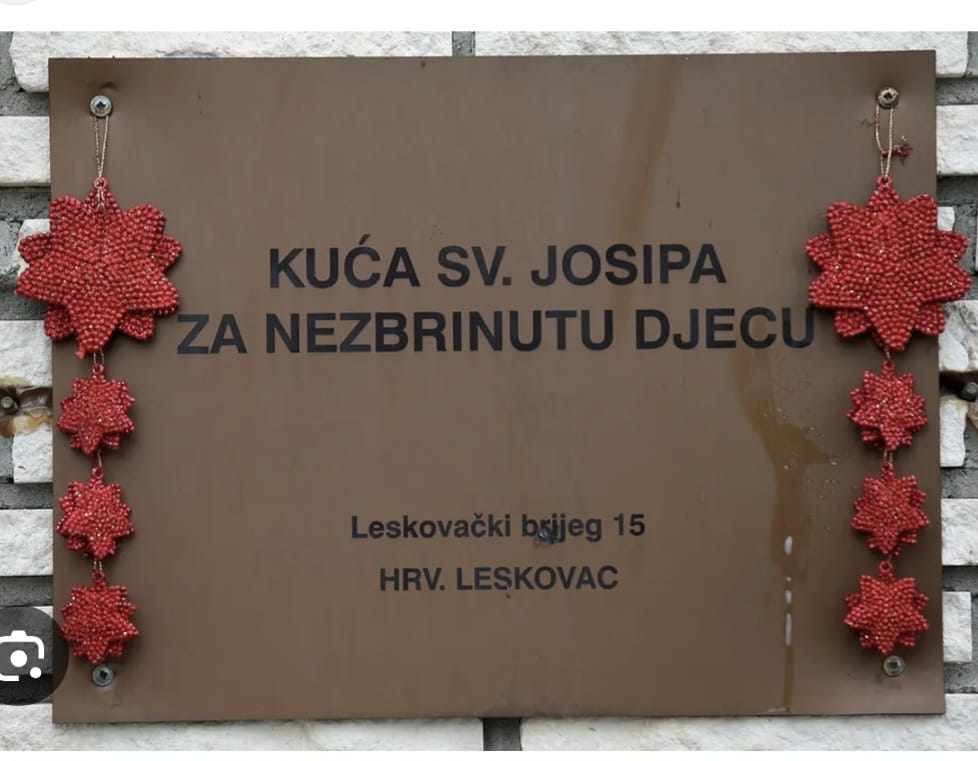 KUĆA SV. JOSIPA
ZA NEZBRINUTU DJECU
Leskovački brijeg 15
HRV. LESKOVAC